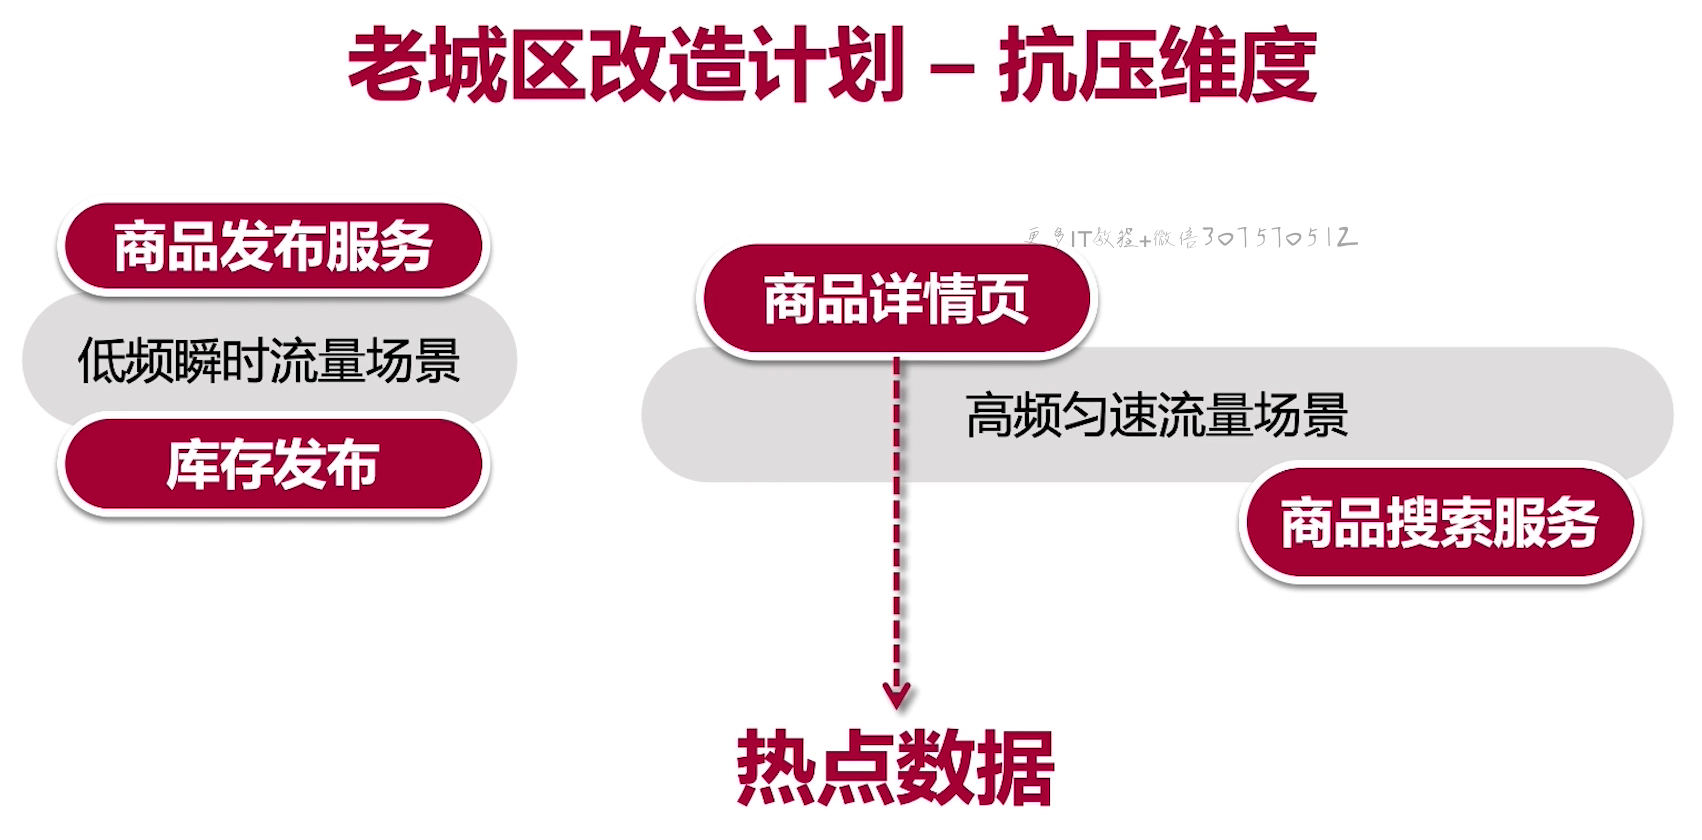 老城区改造计划 – 抗压维度
商品发布服务
低频瞬时流量场景
库存发布
更多IT教程+微信307570512
商品详情页
高频匀速流量场景
商品搜索服务
热点数据